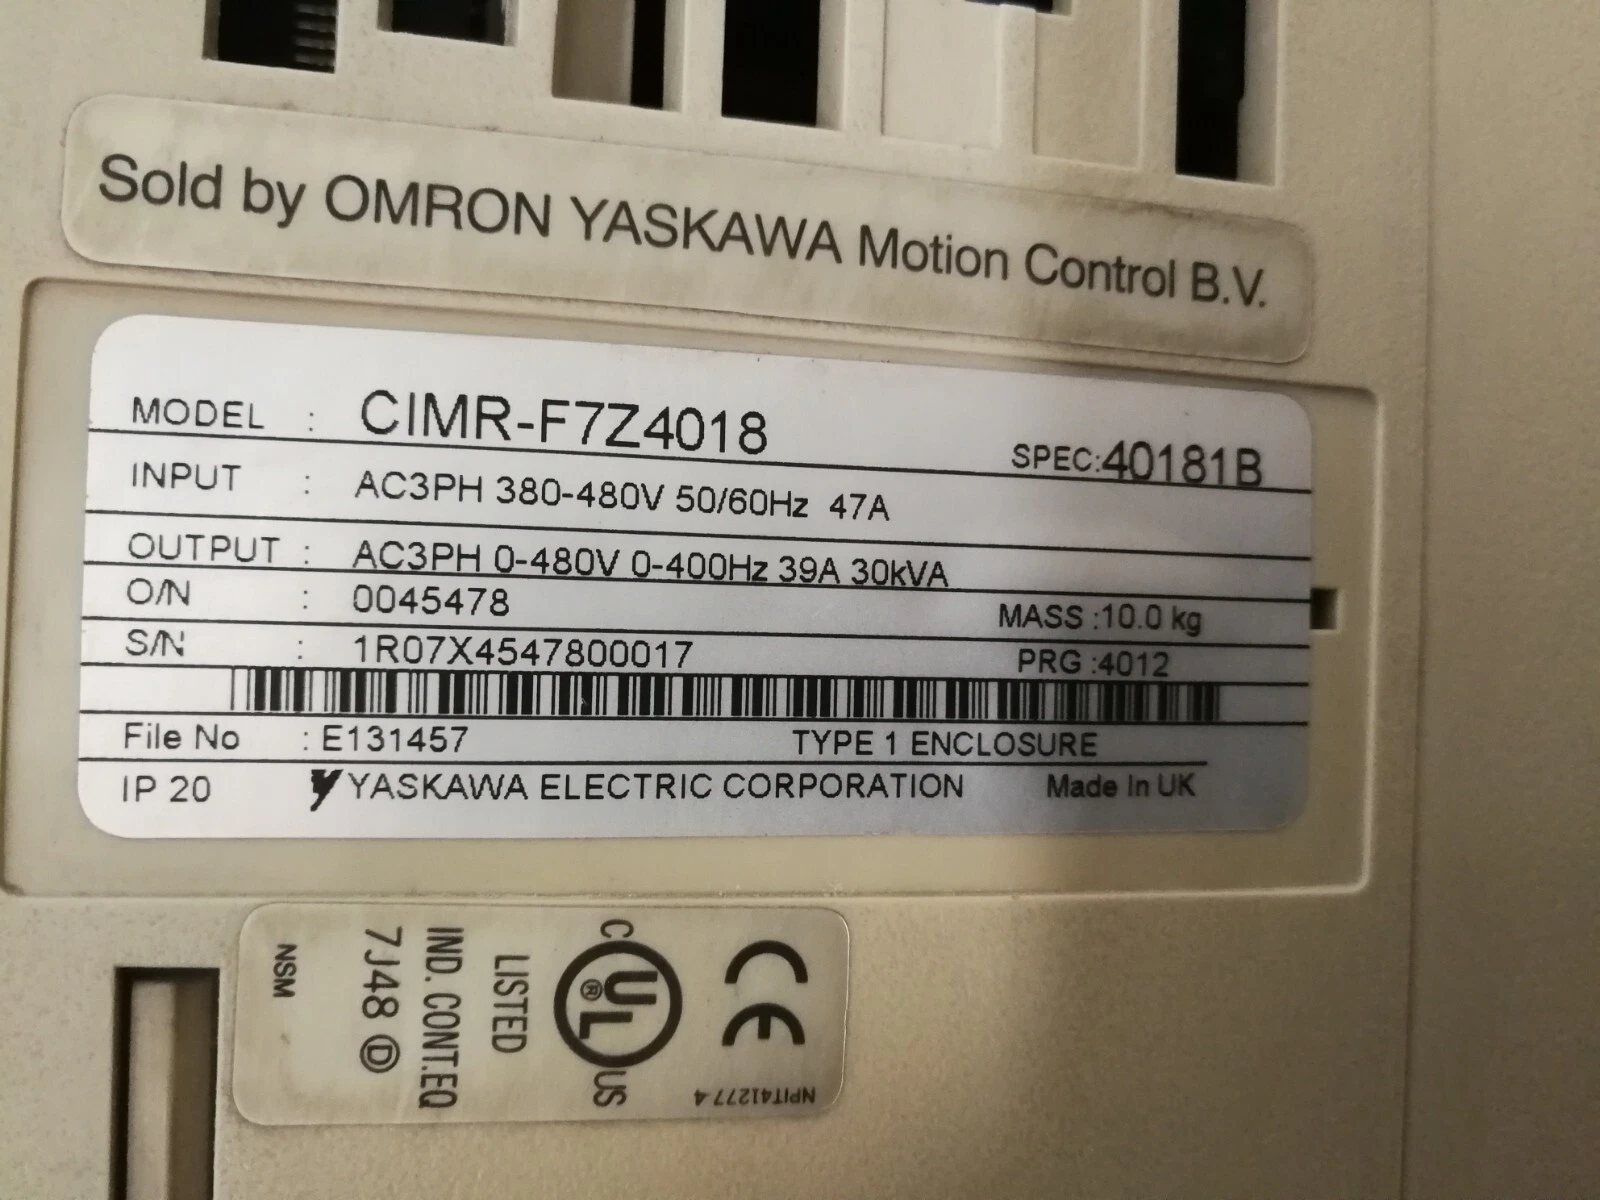 Sold by OMRON YASKAWA Motion Control B.V.
MODEL : CIMR-F7Z4018 SPEC:40181B
INPUT : AC3PH 380-480V 50/60Hz 47A
OUTPUT : AC3PH 0-480V 0-400Hz 39A 30kVA
O/N : 0045478 MASS :10.0 kg
S/N : 1R07X4547800017 PRG :4012
File No : E131457 TYPE 1 ENCLOSURE
IP 20 YASKAWA ELECTRIC CORPORATION Made In UK
CE
C UL ® US
LISTED
IND. CONT.EQ
7J48 D
NSM
NPIT41277-4